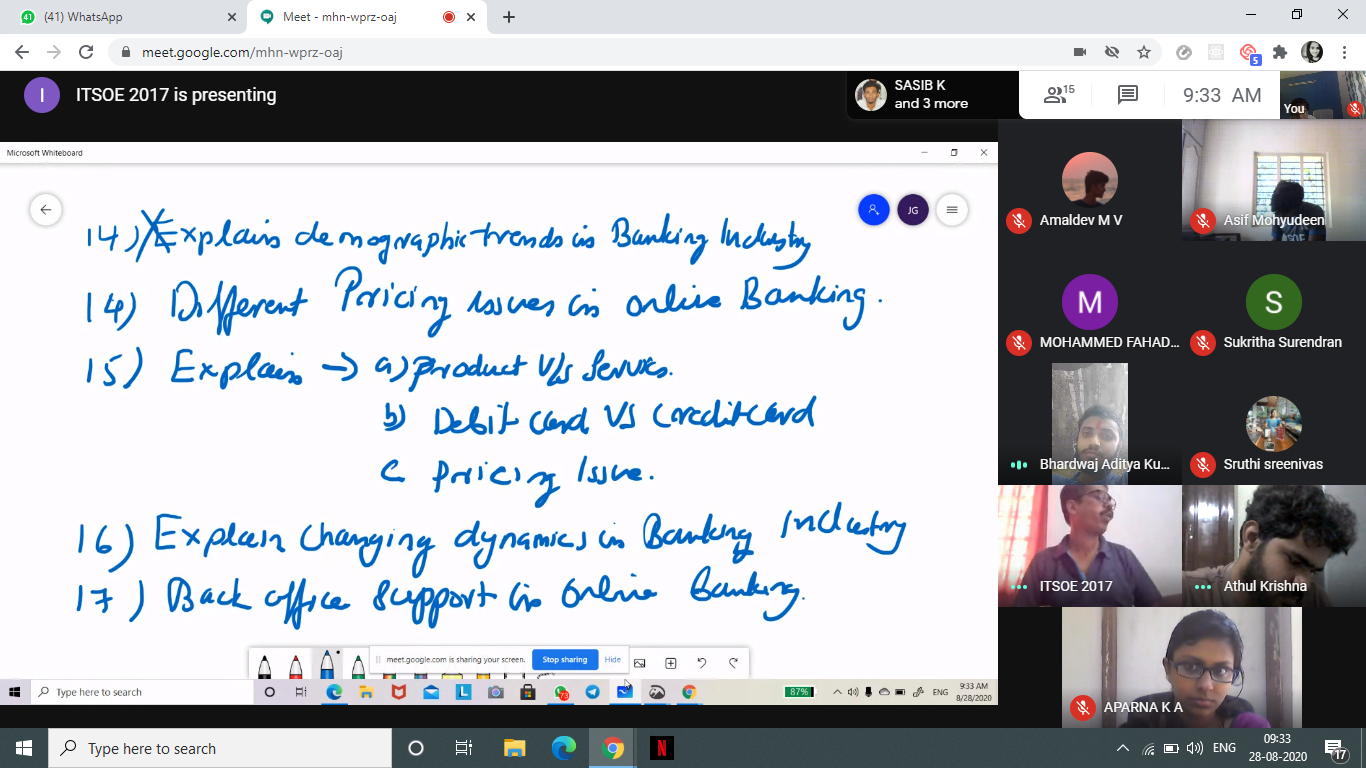 (41) WhatsApp
Meet - mhn-wprz-oaj
meet.google.com/mhn-wprz-oaj
5
I
ITSOE 2017 is presenting
SASIB K
and 3 more
15
9:33 AM
You
Microsoft Whiteboard
JG
14) Explain demographic trends in Banking Industry
14) Different Pricing issues in online Banking.
15) Explain → a) product v/s Services.
b) Debit card VS Creditcard
c pricing Issue.
16) Explain Changing dynamics in Banking Industry
17) Back office Support in online Banking.
meet.google.com is sharing your screen.
Stop sharing
Hide
Type here to search
73
87%
ENG
9:33 AM
8/28/2020
Amaldev M V
Asif Mohyudeen
M
MOHAMMED FAHAD...
S
Sukritha Surendran
Bhardwaj Aditya Ku...
Sruthi sreenivas
ITSOE 2017
Athul Krishna
APARNA K A
Type here to search
N
ENG
09:33
28-08-2020
17